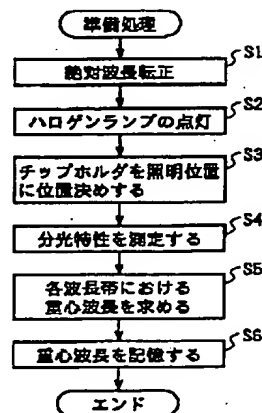 準備処理
S1
絶対波長転正
S2
ハロゲンランプの点灯
S3
チップホルダを照明位置
に位置決めする
S4
分光特性を測定する
S5
各波長帯における
重心波長を求める
S6
重心波長を記憶する
エンド